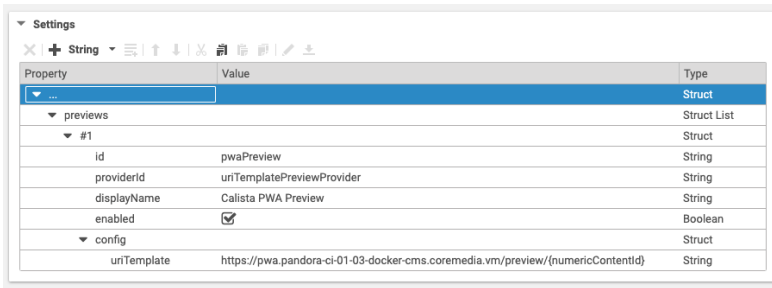 Settings
String
Property Value Type
... Struct
previews Struct List
#1 Struct
id pwaPreview String
providerId uriTemplatePreviewProvider String
displayName Calista PWA Preview String
enabled Boolean
config Struct
uriTemplate https://pwa.pandora-ci-01-03-docker-cms.coremedia.vm/preview/{numericContentId} String